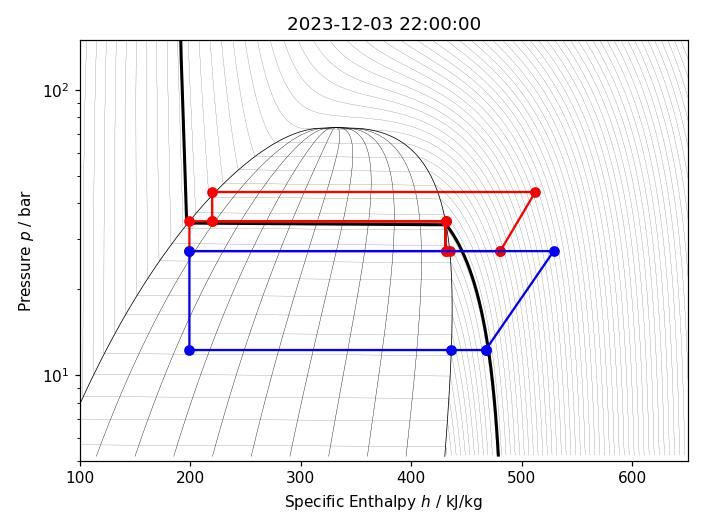 2023-12-03 22:00:00
10²
10¹
Pressure p / bar
100 200 300 400 500 600
Specific Enthalpy h / kJ/kg